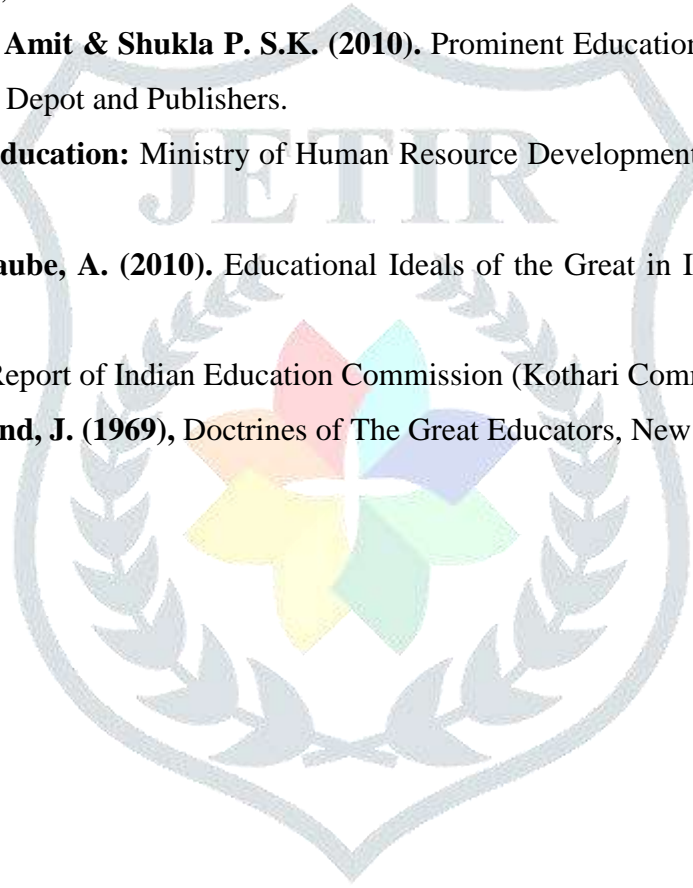 Amit & Shukla P. S.K. (2010). Prominent Education
Depot and Publishers.
ducation: Ministry of Human Resource Development
JETIR
aube, A. (2010). Educational Ideals of the Great in I
Report of Indian Education Commission (Kothari Com
nd, J. (1969), Doctrines of The Great Educators, New